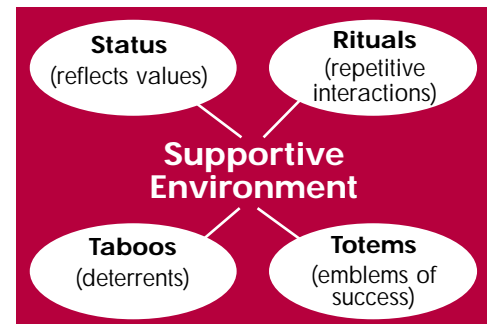 Status
(reflects values)
Rituals
(repetitive
interactions)
Supportive
Environment
Taboos
(deterrents)
Totems
(emblems of
success)